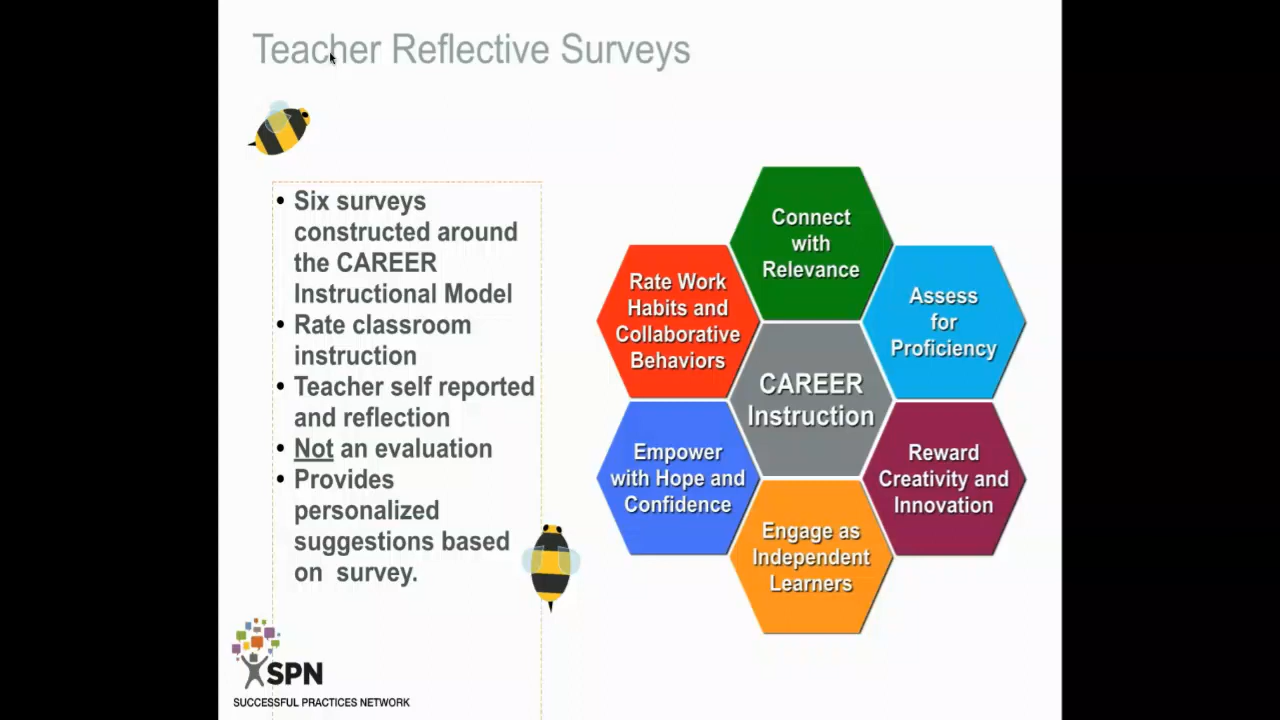 Teacher Reflective Surveys
• Six surveys
constructed around
the CAREER
Instructional Model
• Rate classroom
instruction
• Teacher self reported
and reflection
• Not an evaluation
• Provides
personalized
suggestions based
on survey.
Connect
with
Relevance
Assess
for
Proficiency
Reward
Creativity and
Innovation
Engage as
Independent
Learners
Empower
with Hope and
Confidence
Rate Work
Habits and
Collaborative
Behaviors
CAREER
Instruction
SPN
SUCCESSFUL PRACTICES NETWORK